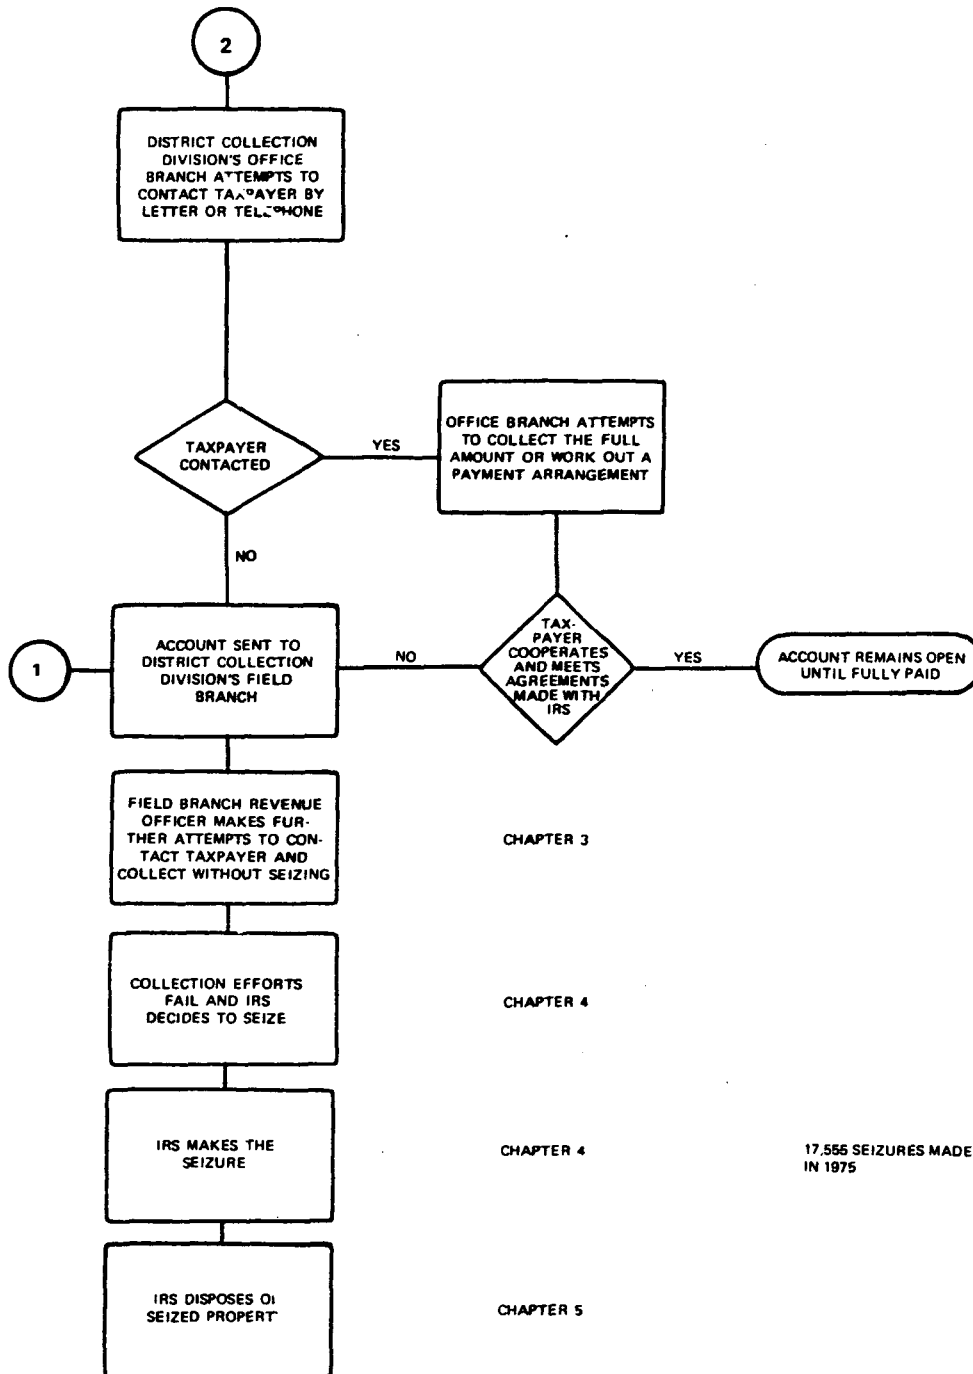 2
DISTRICT COLLECTION
DIVISION'S OFFICE
BRANCH ATTEMPTS TO
CONTACT TAXPAYER BY
LETTER OR TELEPHONE
TAXPAYER
CONTACTED
YES
OFFICE BRANCH ATTEMPTS
TO COLLECT THE FULL
AMOUNT OR WORK OUT A
PAYMENT ARRANGEMENT
NO
1
ACCOUNT SENT TO
DISTRICT COLLECTION
DIVISION'S FIELD
BRANCH
NO
TAX-
PAYER
COOPERATES
AND MEETS
AGREEMENTS
MADE WITH
IRS
YES
ACCOUNT REMAINS OPEN
UNTIL FULLY PAID
FIELD BRANCH REVENUE
OFFICER MAKES FUR-
THER ATTEMPTS TO CON-
TACT TAXPAYER AND
COLLECT WITHOUT SEIZING
CHAPTER 3
COLLECTION EFFORTS
FAIL AND IRS
DECIDES TO SEIZE
CHAPTER 4
IRS MAKES THE
SEIZURE
CHAPTER 4
17,555 SEIZURES MADE
IN 1975
IRS DISPOSES OF
SEIZED PROPERT
CHAPTER 5